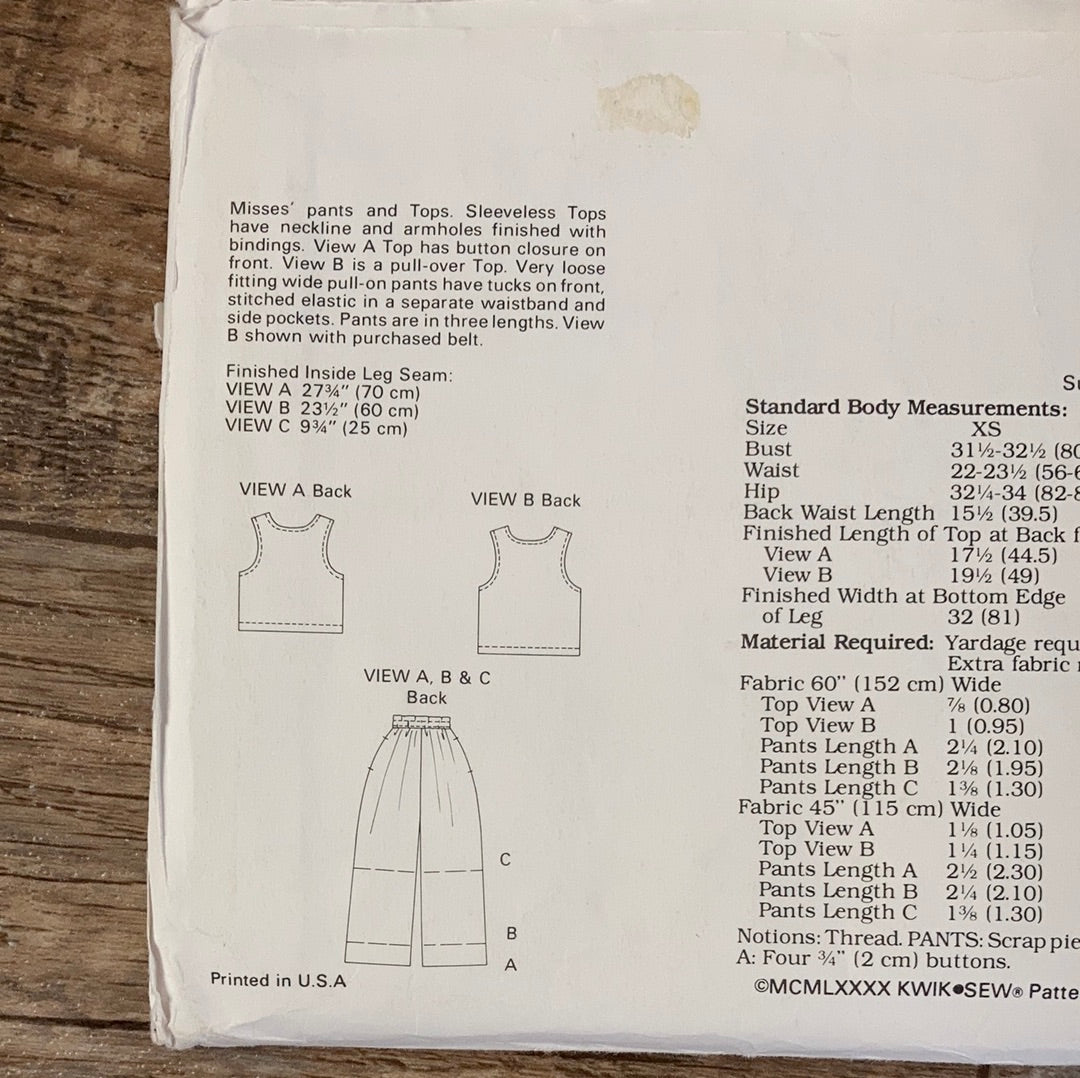 Misses' pants and Tops. Sleeveless Tops
have neckline and armholes finished with
bindings. View A Top has button closure on
front. View B is a pull-over Top. Very loose
fitting wide pull-on pants have tucks on front,
stitched elastic in a separate waistband and
side pockets. Pants are in three lengths. View
B shown with purchased belt.
Finished Inside Leg Seam:
VIEW A 27¾" (70 cm)
VIEW B 23½" (60 cm)
VIEW C 9¾" (25 cm)
VIEW A Back
VIEW B Back
VIEW A, B & C
Back
C
B
A
Printed in U.S.A
Standard Body Measurements:
Size XS
Bust 31½-32½ (80
Waist 22-23½ (56-
Hip 32¼-34 (82-
Back Waist Length 15½ (39.5)
Finished Length of Top at Back
View A 17½ (44.5)
View B 19½ (49)
Finished Width at Bottom Edge
of Leg 32 (81)
Material Required: Yardage requ
Extra fabric
Fabric 60" (152 cm) Wide
Top View A ⅞ (0.80)
Top View B 1 (0.95)
Pants Length A 2¼ (2.10)
Pants Length B 2⅛ (1.95)
Pants Length C 1⅜ (1.30)
Fabric 45" (115 cm) Wide
Top View A 1⅛ (1.05)
Top View B 1¼ (1.15)
Pants Length A 2½ (2.30)
Pants Length B 2¼ (2.10)
Pants Length C 1⅜ (1.30)
Notions: Thread. PANTS: Scrap pie
A: Four ¾" (2 cm) buttons.
©MCMLXXXX KWIK•SEW® Patte